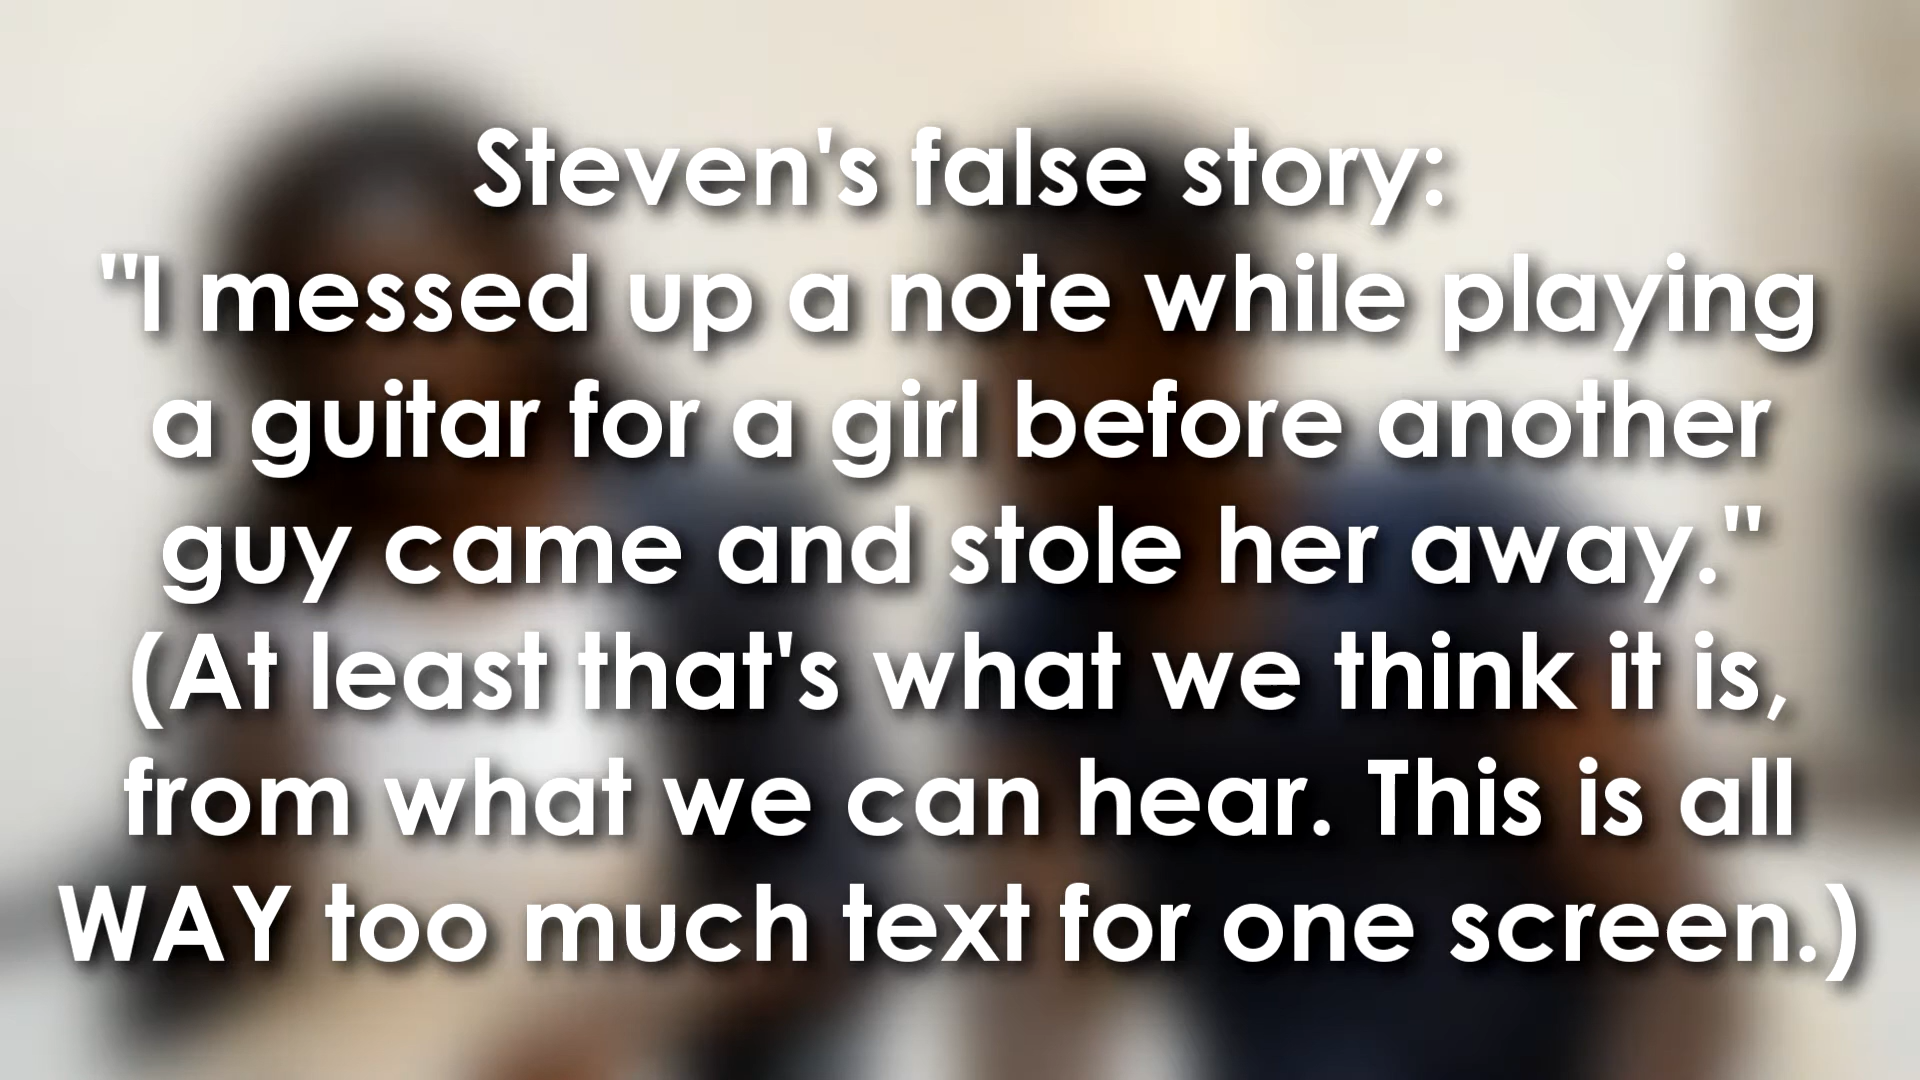 Steven's false story:
"I messed up a note while playing
a guitar for a girl before another
guy came and stole her away."
(At least that's what we think it is,
from what we can hear. This is all
WAY too much text for one screen.)